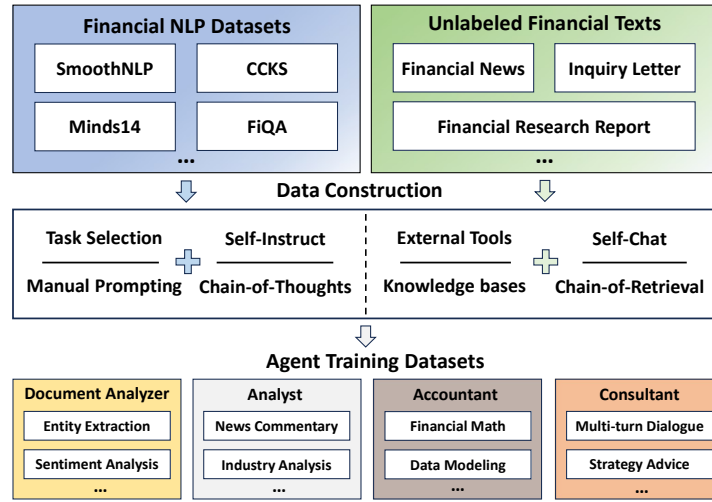 Financial NLP Datasets
SmoothNLP
CCKS
Minds14
FiQA
...
Unlabeled Financial Texts
Financial News
Inquiry Letter
Financial Research Report
...
Data Construction
Task Selection
Manual Prompting
Self-Instruct
Chain-of-Thoughts
External Tools
Knowledge bases
Self-Chat
Chain-of-Retrieval
Agent Training Datasets
Document Analyzer
Entity Extraction
Sentiment Analysis
...
Analyst
News Commentary
Industry Analysis
...
Accountant
Financial Math
Data Modeling
...
Consultant
Multi-turn Dialogue
Strategy Advice
...